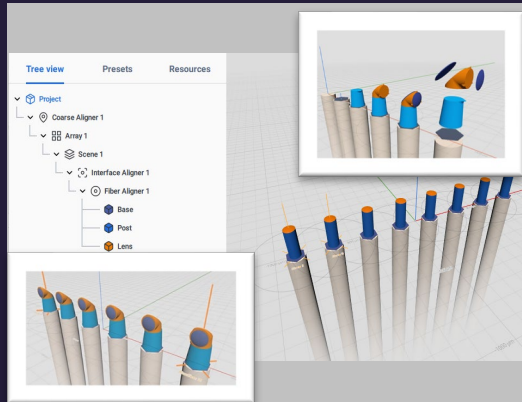 Tree view Presets Resources
Project
Coarse Aligner 1
Array 1
Scene 1
Interface Aligner 1
Fiber Aligner 1
Base
Post
Lens